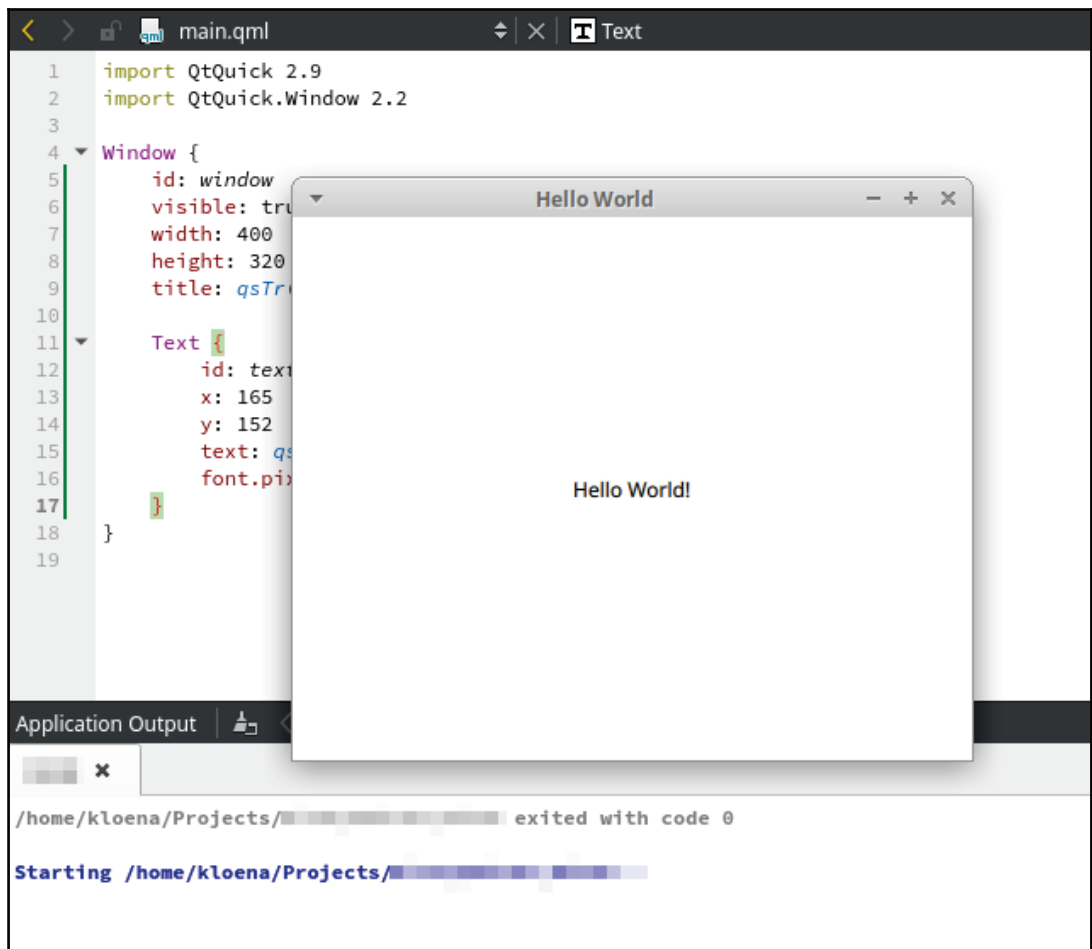 main.qml Text
1 import QtQuick 2.9
2 import QtQuick.Window 2.2
3
4 Window {
5 id: window
6 visible: tru
7 width: 400
8 height: 320
9 title: qsTr(
10
11 Text {
12 id: text
13 x: 165
14 y: 152
15 text: qs
16 font.pix
17 }
18 }
19
Hello World
Hello World!
Application Output
/home/kloena/Projects/ exited with code 0
Starting /home/kloena/Projects/